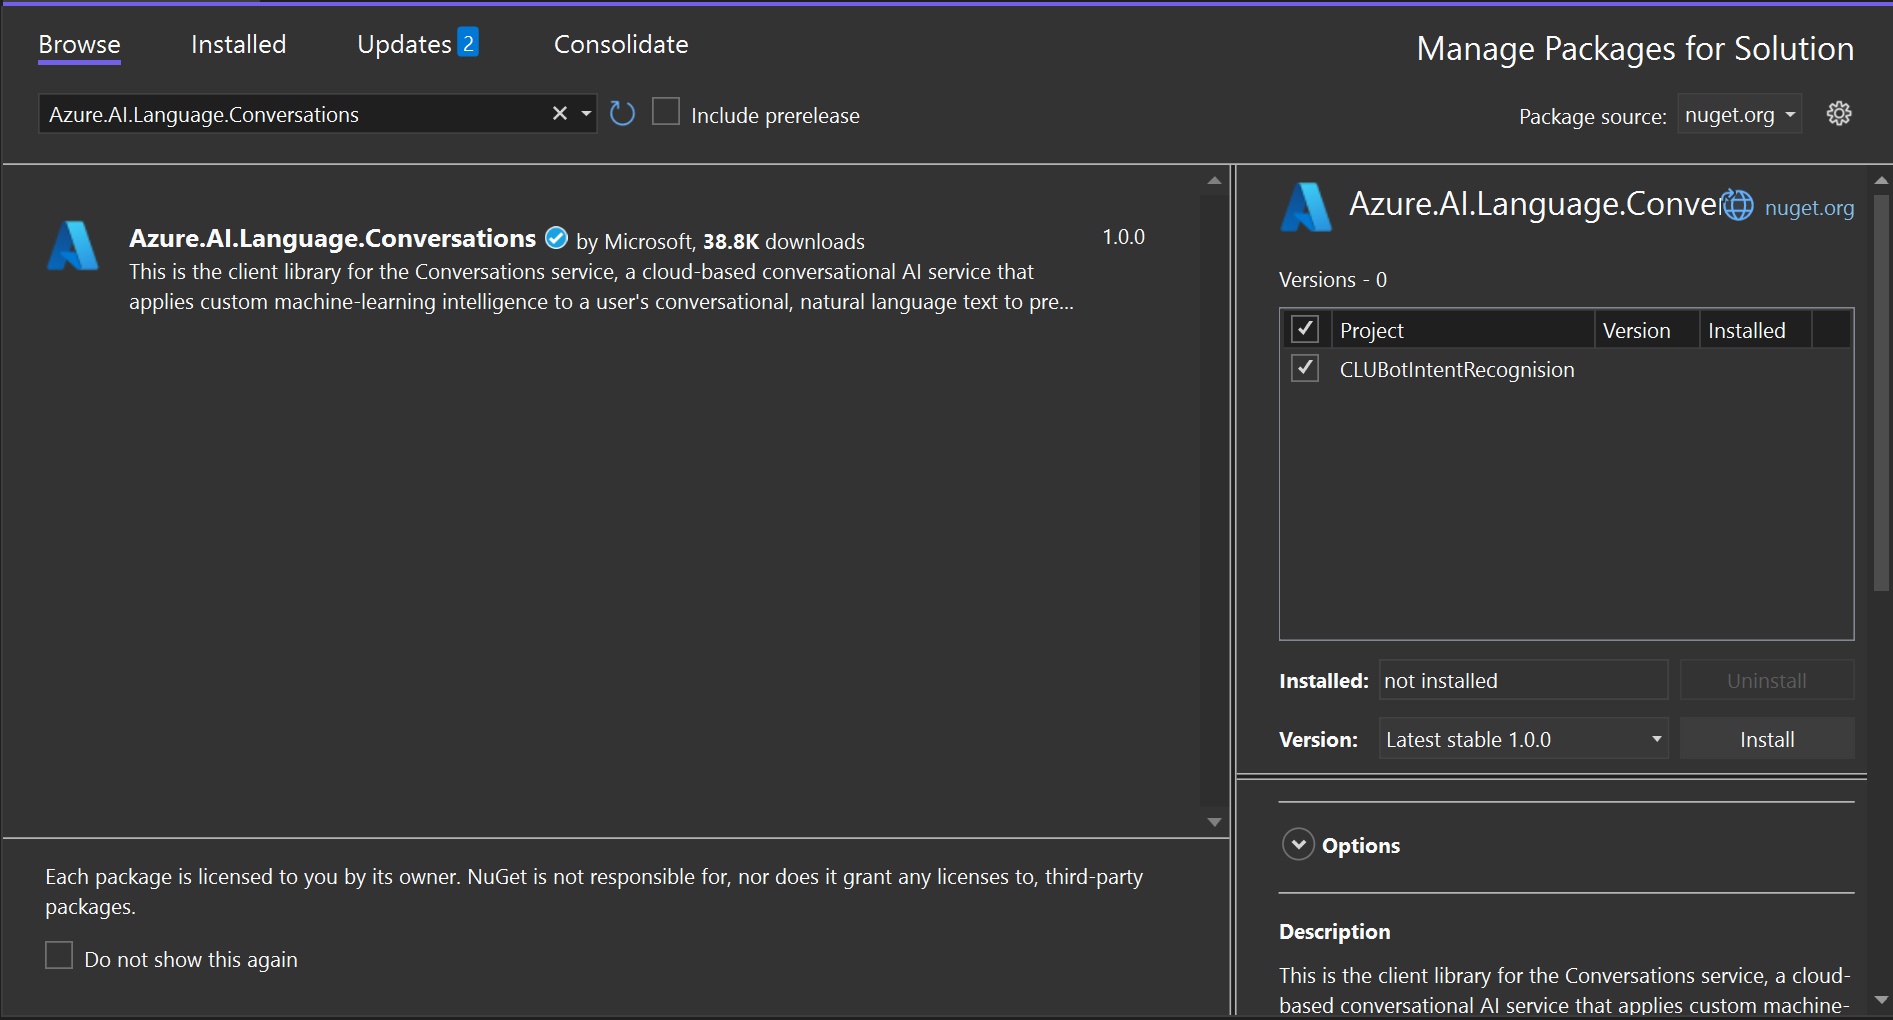 Browse Installed Updates 2 Consolidate
Manage Packages for Solution
Azure.AI.Language.Conversations
Include prerelease
Package source: nuget.org
Azure.AI.Language.Conversations by Microsoft, 38.8K downloads 1.0.0
This is the client library for the Conversations service, a cloud-based conversational AI service that
applies custom machine-learning intelligence to a user's conversational, natural language text to pre...
Each package is licensed to you by its owner. NuGet is not responsible for, nor does it grant any licenses to, third-party
packages.
Do not show this again
Azure.AI.Language.Conver nuget.org
Versions - 0
Project Version Installed
CLUBotIntentRecognision
Installed: not installed Uninstall
Version: Latest stable 1.0.0 Install
Options
Description
This is the client library for the Conversations service, a cloud-
based conversational AI service that applies custom machine-